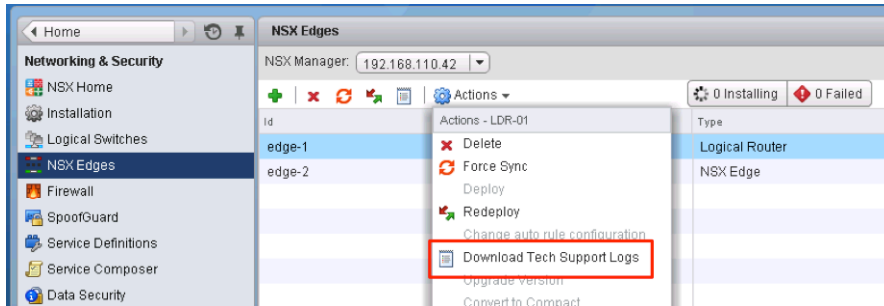 Home
Networking & Security
NSX Home
Installation
Logical Switches
NSX Edges
Firewall
SpoofGuard
Service Definitions
Service Composer
Data Security
NSX Edges
NSX Manager: 192.168.110.42
Actions
0 Installing
0 Failed
Id
Type
edge-1
Logical Router
edge-2
NSX Edge
Actions - LDR-01
Delete
Force Sync
Deploy
Redeploy
Change auto rule configuration
Download Tech Support Logs
Upgrade Version
Convert to Compact